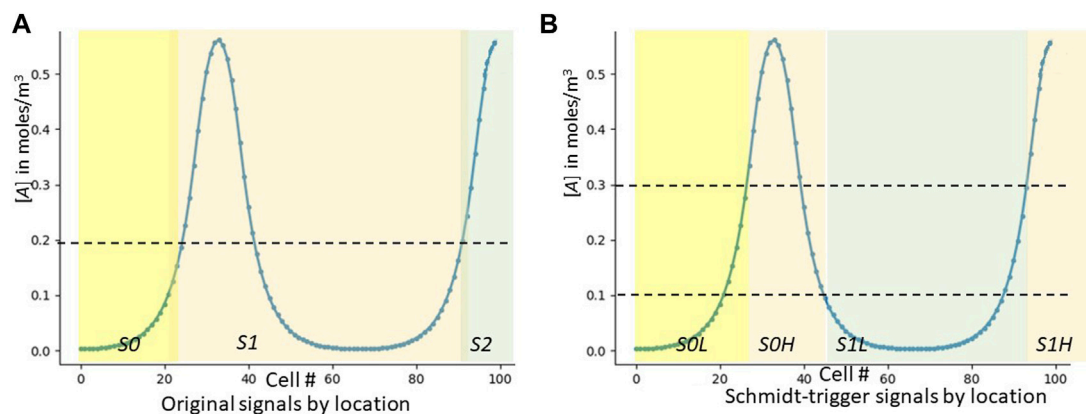 A
[A] in moles/m³
0.5
0.4
0.3
0.2
0.1
0.0
S0
S1
S2
0
20
40
60
80
100
Cell #
Original signals by location
B
[A] in moles/m³
0.5
0.4
0.3
0.2
0.1
0.0
S0L
S0H
S1L
S1H
0
20
40
60
80
100
Cell #
Schmidt-trigger signals by location